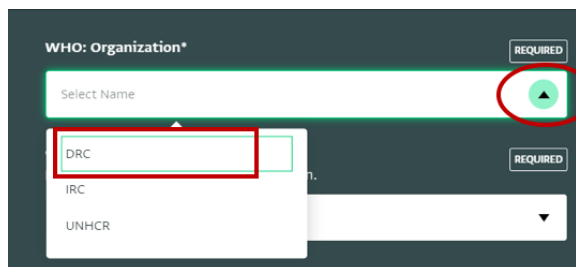 WHO: Organization*
REQUIRED
Select Name
DRC
REQUIRED
n.
IRC
UNHCR